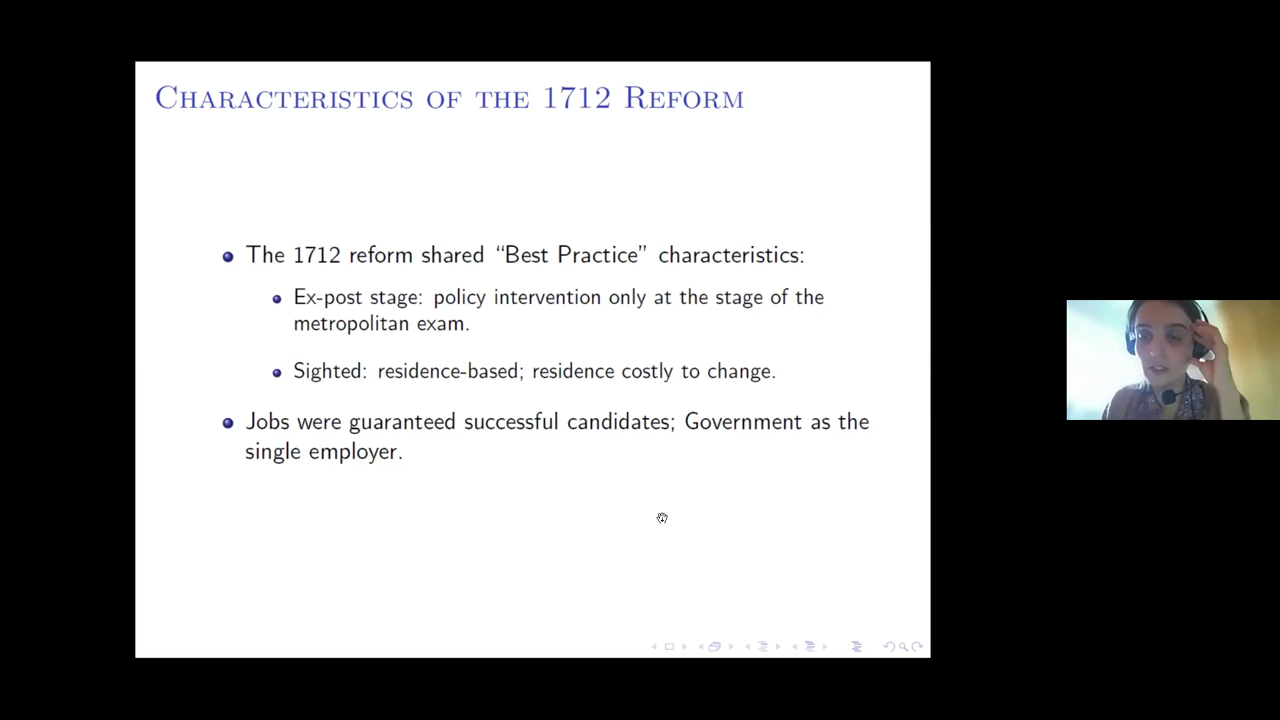 Characteristics of the 1712 Reform
The 1712 reform shared “Best Practice” characteristics:
Ex-post stage: policy intervention only at the stage of the
metropolitan exam.
Sighted: residence-based; residence costly to change.
Jobs were guaranteed successful candidates; Government as the
single employer.